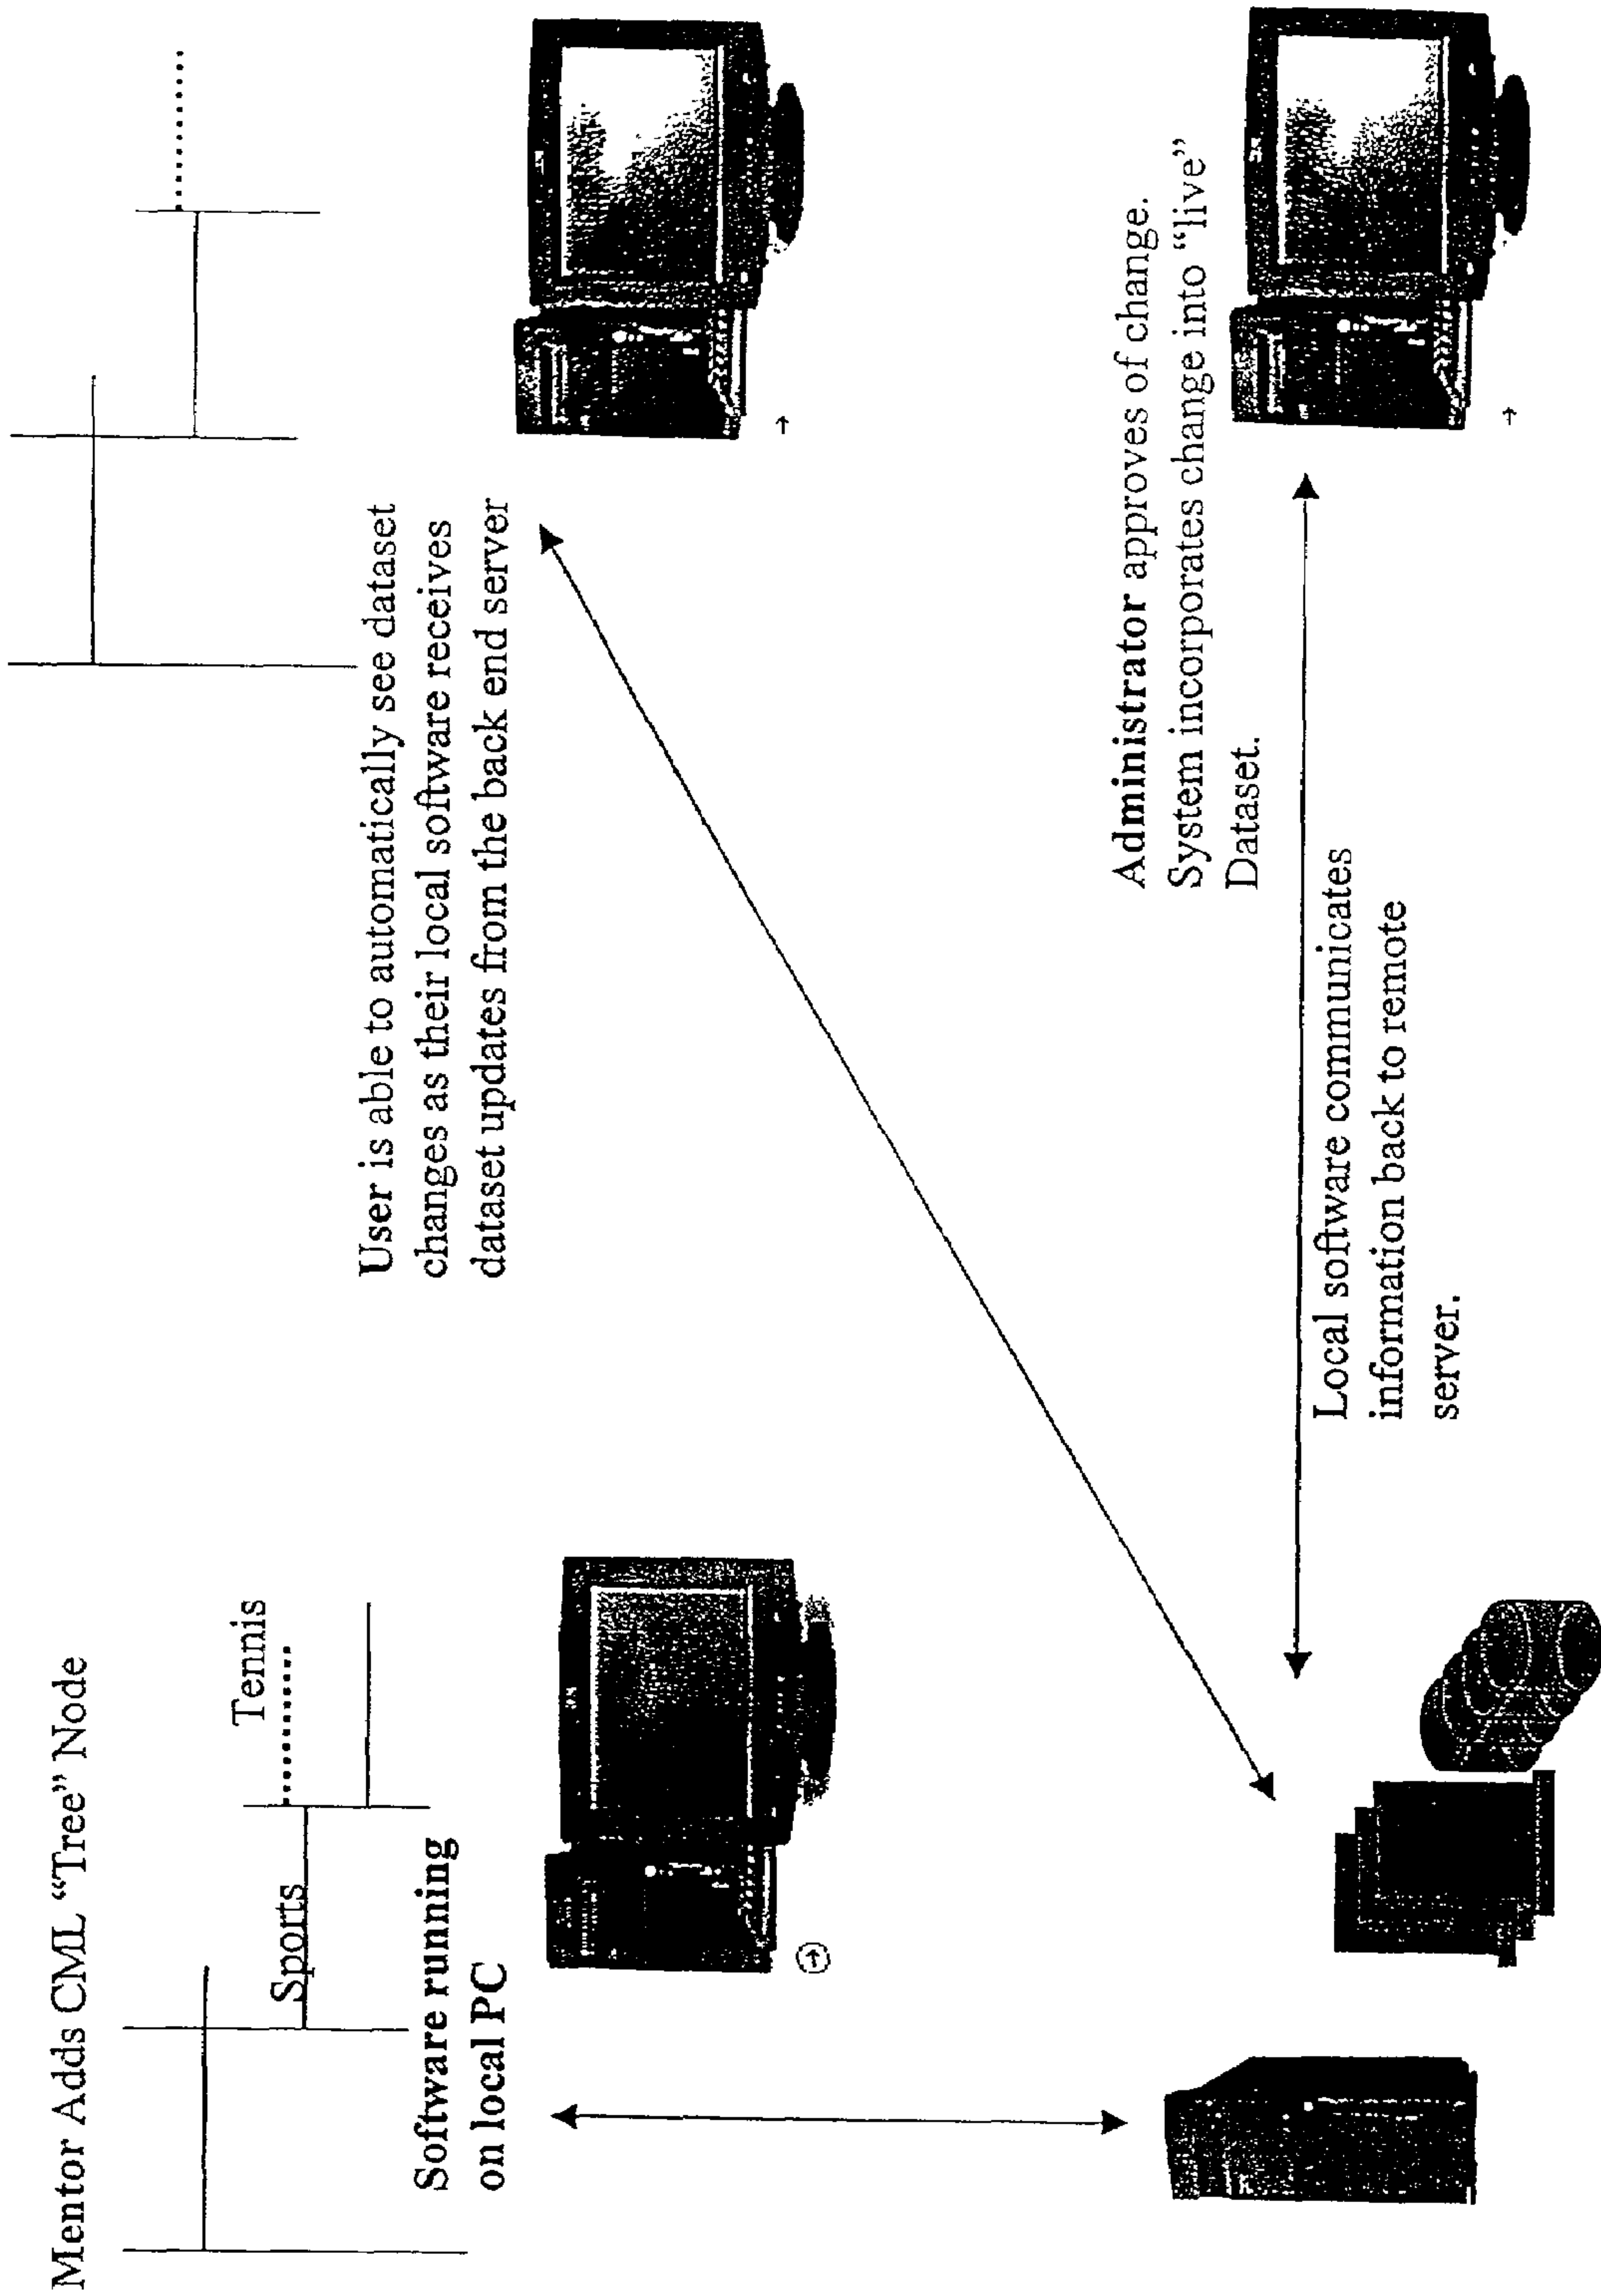 Mentor Adds CML “Tree” Node
Tennis
Sports
Software running
on local PC
User is able to automatically see dataset
changes as their local software receives
dataset updates from the back end server
Administrator approves of change.
System incorporates change into “live”
Dataset.
Local software communicates
information back to remote
server.